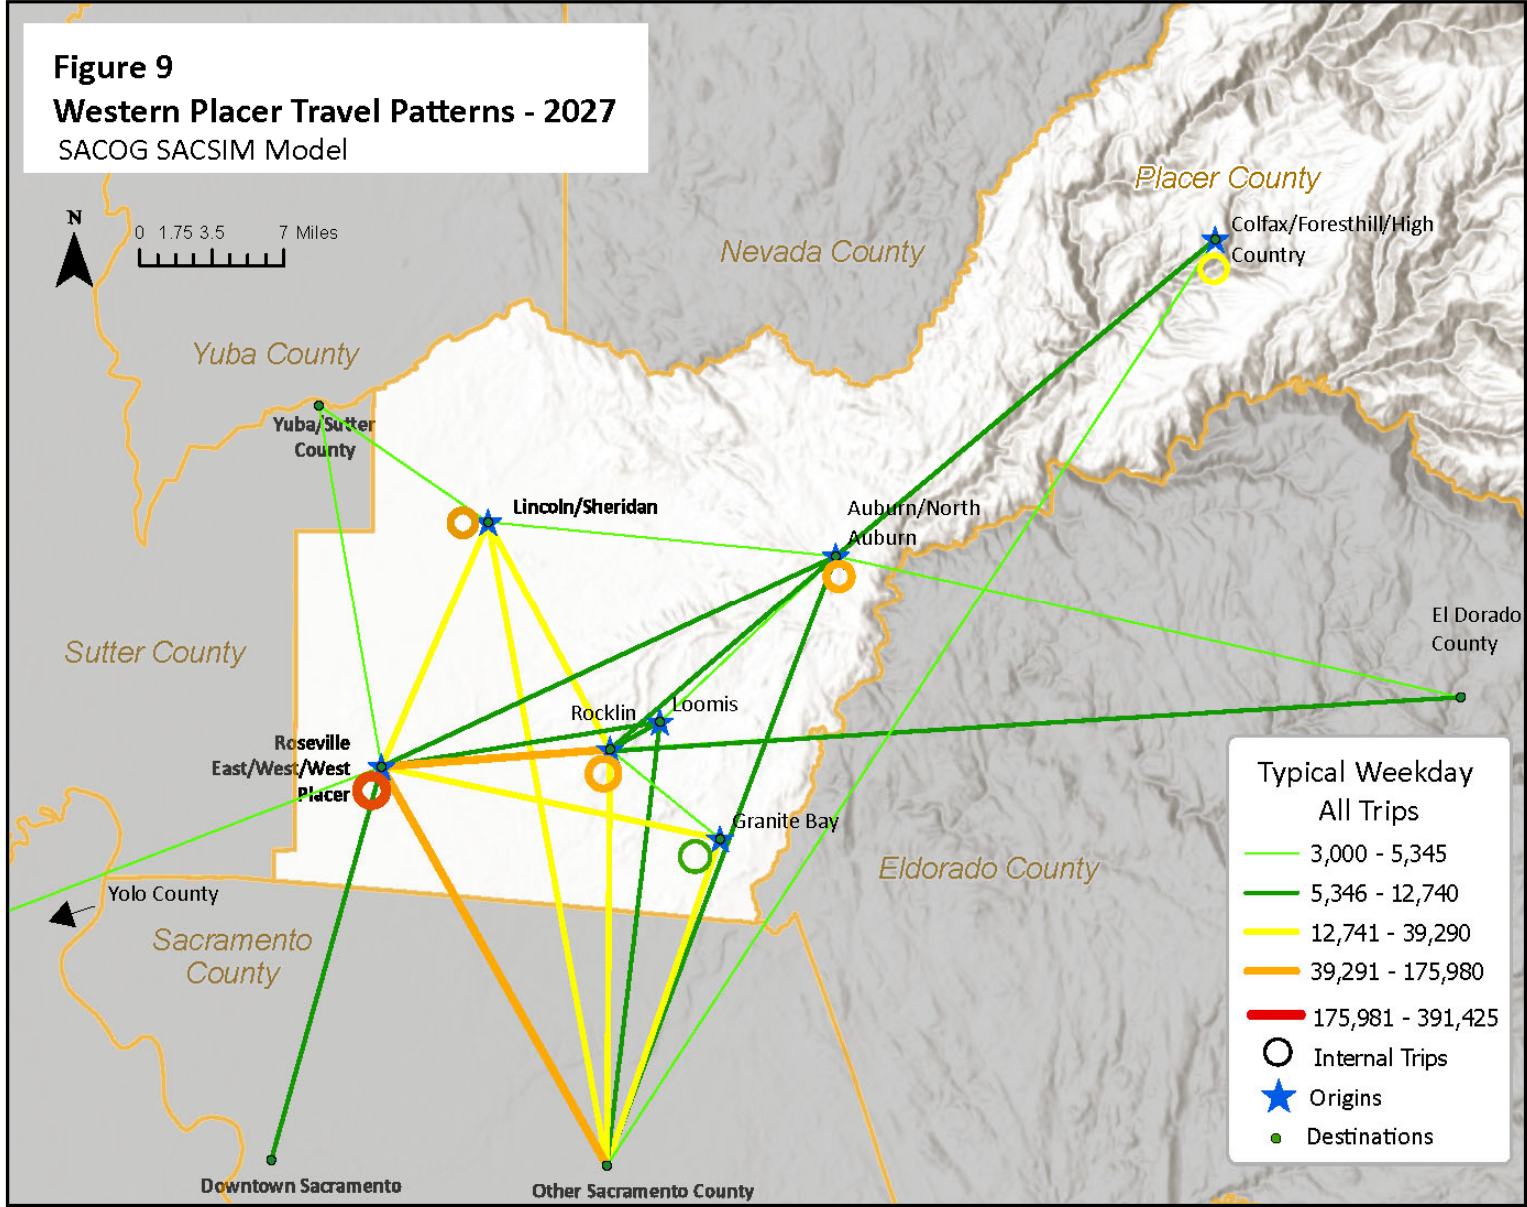 Figure 9
Western Placer Travel Patterns - 2027
SACOG SACSIM Model
N
0 1.75 3.5 7 Miles
Placer County
Colfax/Foresthill/High
Country
Nevada County
Yuba County
Yuba/Sutter
County
Lincoln/Sheridan
Auburn/North
Auburn
El Dorado
County
Sutter County
Loomis
Rocklin
Roseville
East/West/West
Placer
Granite Bay
Eldorado County
Yolo County
Sacramento
County
Downtown Sacramento
Other Sacramento County
Typical Weekday
All Trips
3,000 - 5,345
5,346 - 12,740
12,741 - 39,290
39,291 - 175,980
175,981 - 391,425
Internal Trips
Origins
Destinations